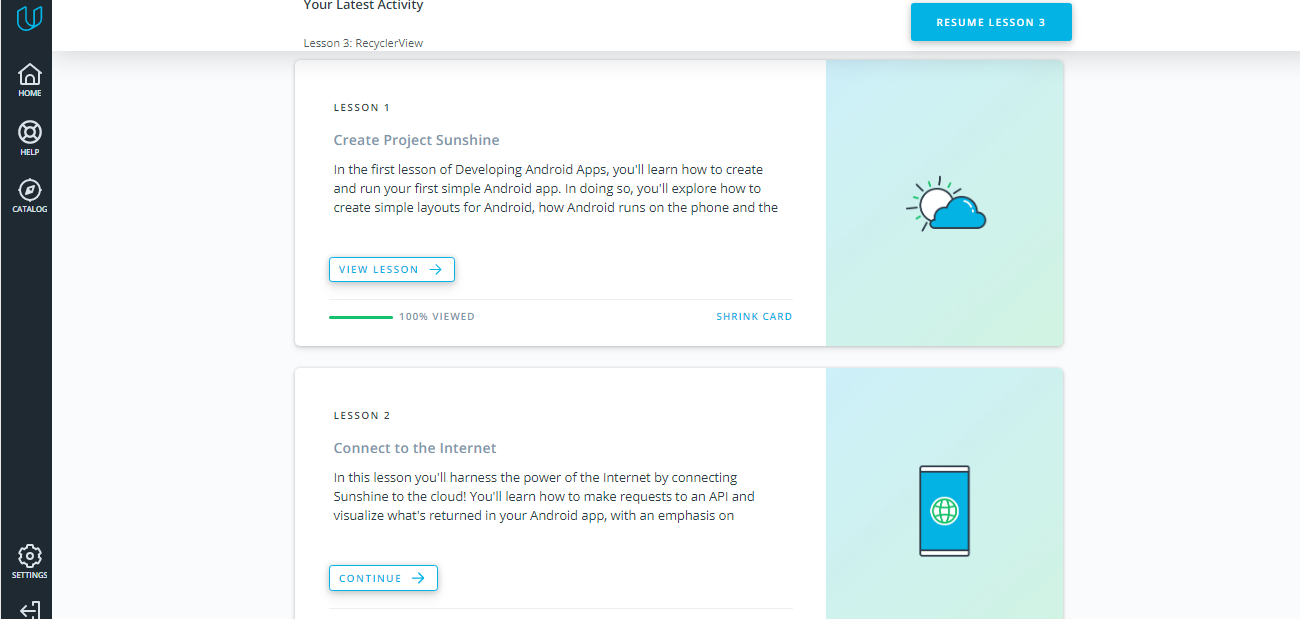 Your Latest Activity
Lesson 3: RecyclerView
RESUME LESSON 3
HOME
HELP
CATALOG
SETTINGS
LESSON 1
Create Project Sunshine
In the first lesson of Developing Android Apps, you'll learn how to create
and run your first simple Android app. In doing so, you'll explore how to
create simple layouts for Android, how Android runs on the phone and the
VIEW LESSON
100% VIEWED
SHRINK CARD
LESSON 2
Connect to the Internet
In this lesson you'll harness the power of the Internet by connecting
Sunshine to the cloud! You'll learn how to make requests to an API and
visualize what's returned in your Android app, with an emphasis on
CONTINUE